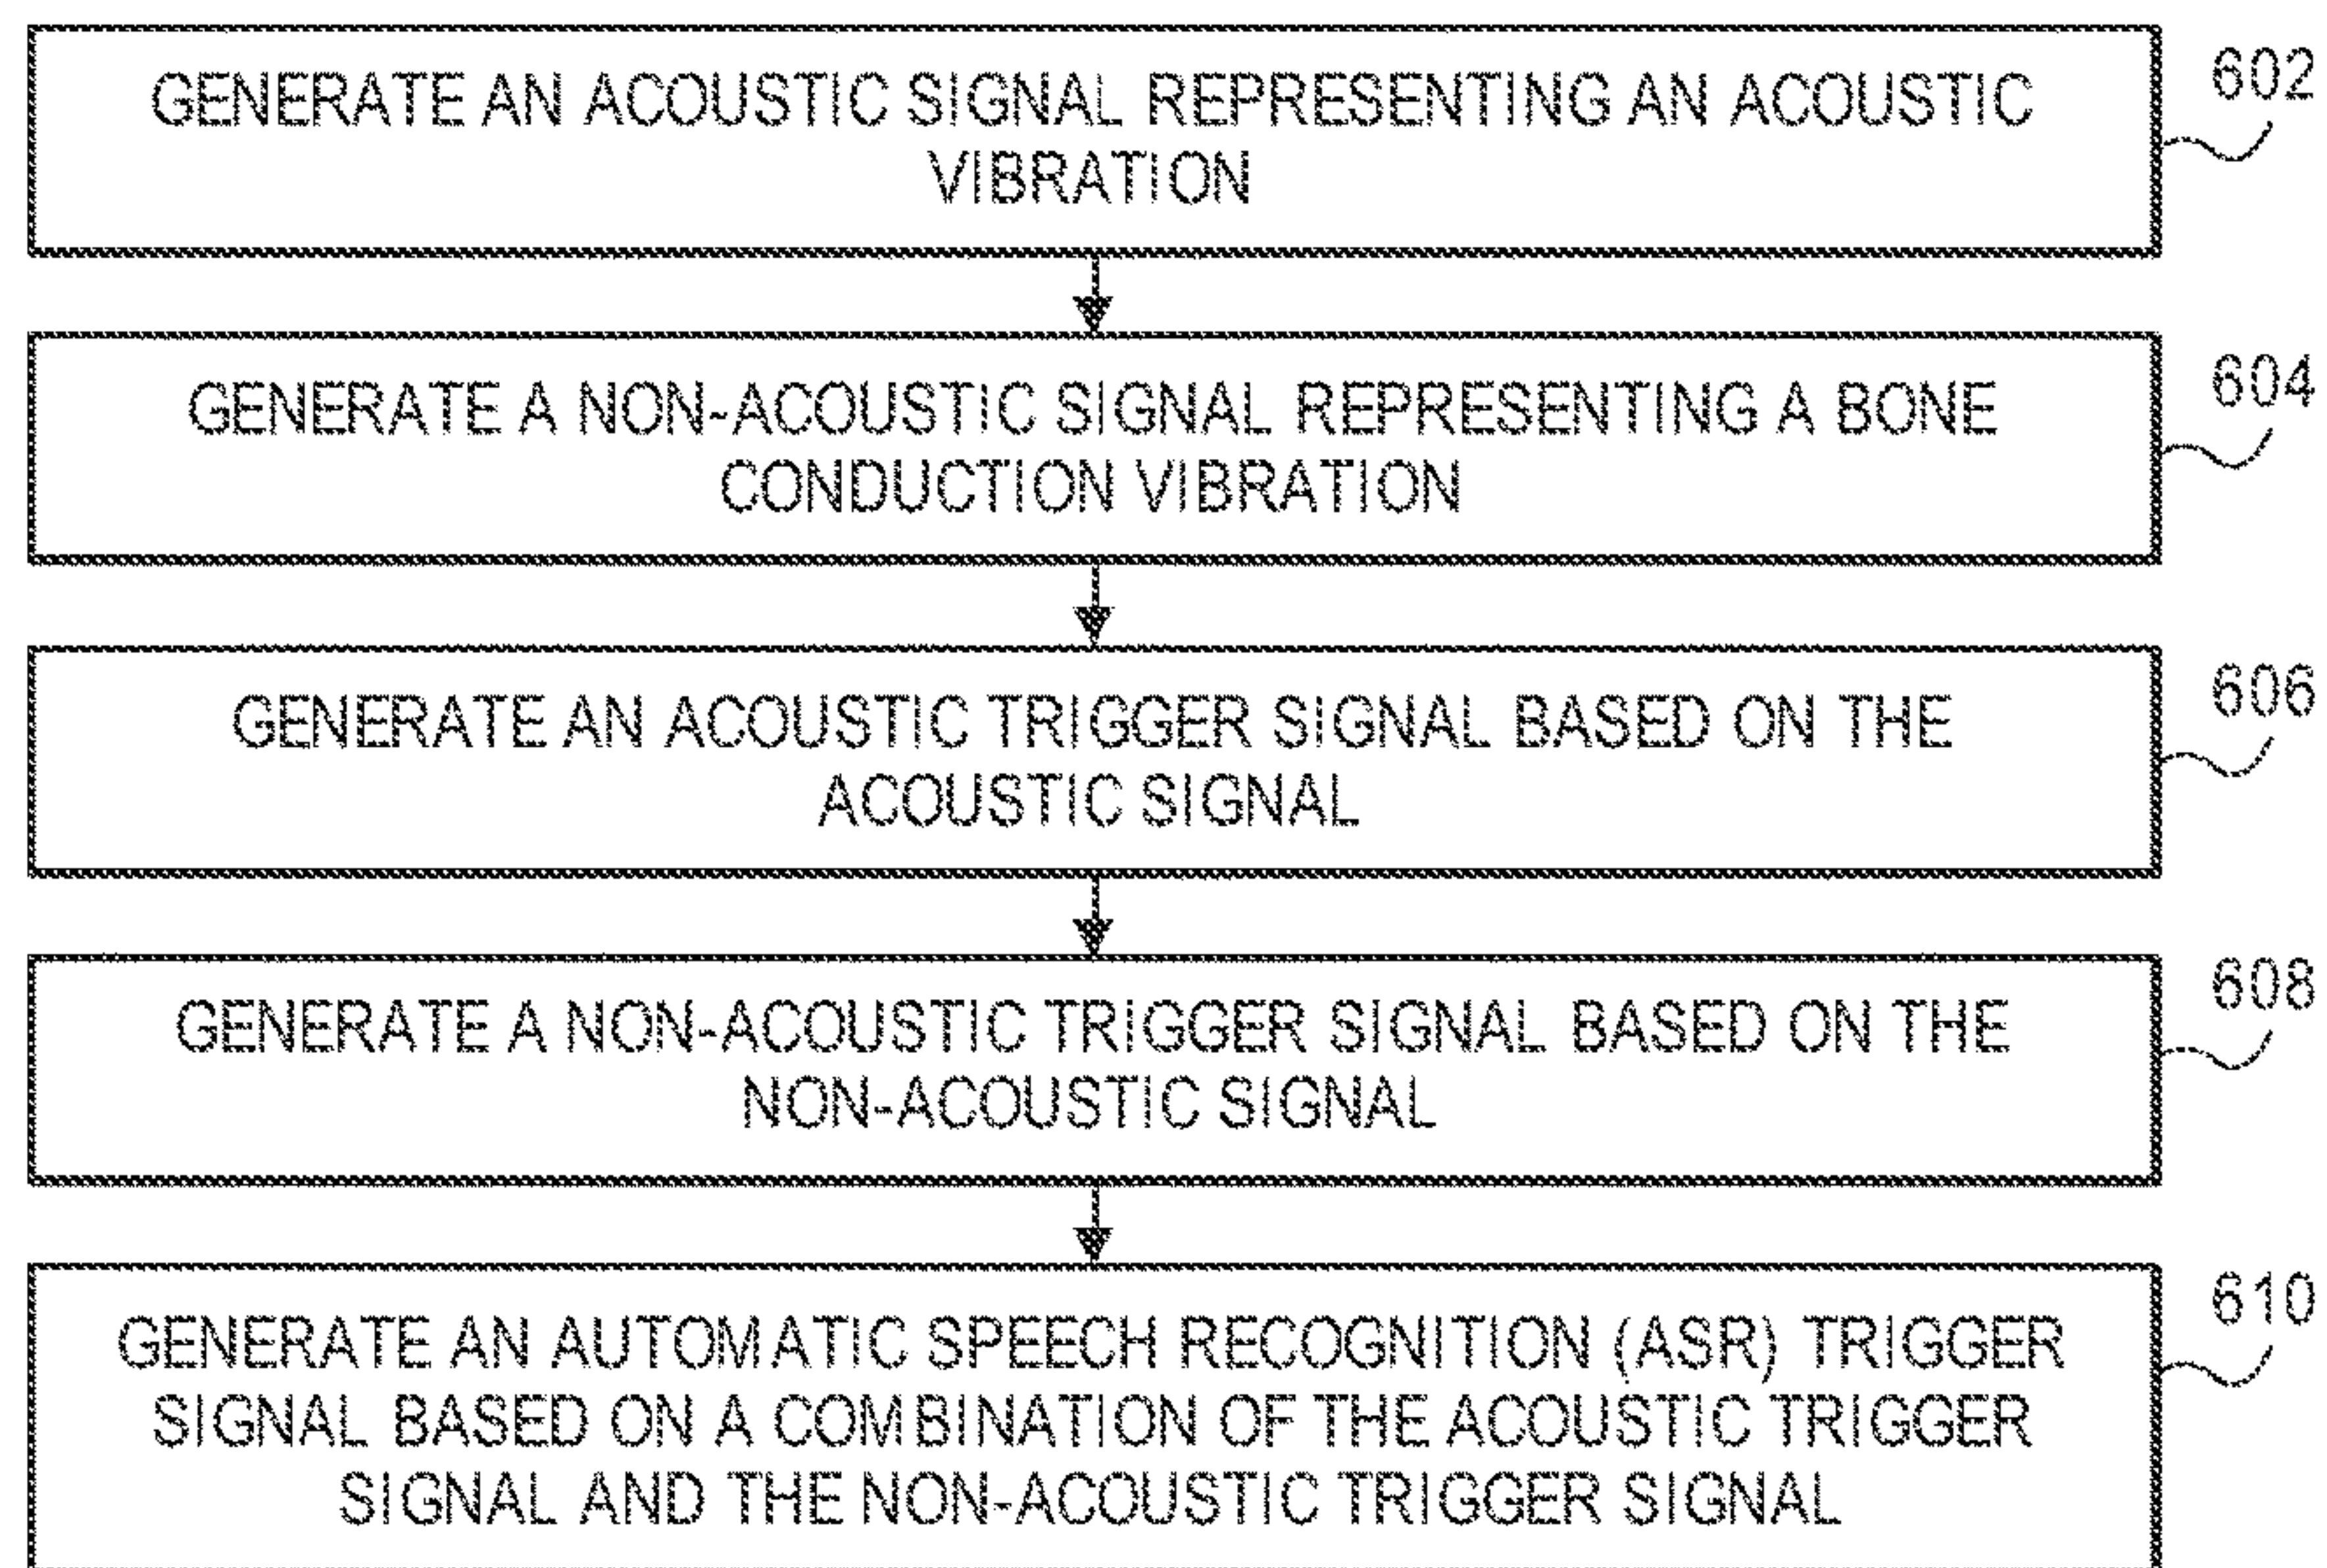 GENERATE AN ACOUSTIC SIGNAL REPRESENTING AN ACOUSTIC
VIBRATION
602
GENERATE A NON-ACOUSTIC SIGNAL REPRESENTING A BONE
CONDUCTION VIBRATION
604
GENERATE AN ACOUSTIC TRIGGER SIGNAL BASED ON THE
ACOUSTIC SIGNAL
606
GENERATE A NON-ACOUSTIC TRIGGER SIGNAL BASED ON THE
NON-ACOUSTIC SIGNAL
608
GENERATE AN AUTOMATIC SPEECH RECOGNITION (ASR) TRIGGER
SIGNAL BASED ON A COMBINATION OF THE ACOUSTIC TRIGGER
SIGNAL AND THE NON-ACOUSTIC TRIGGER SIGNAL
610